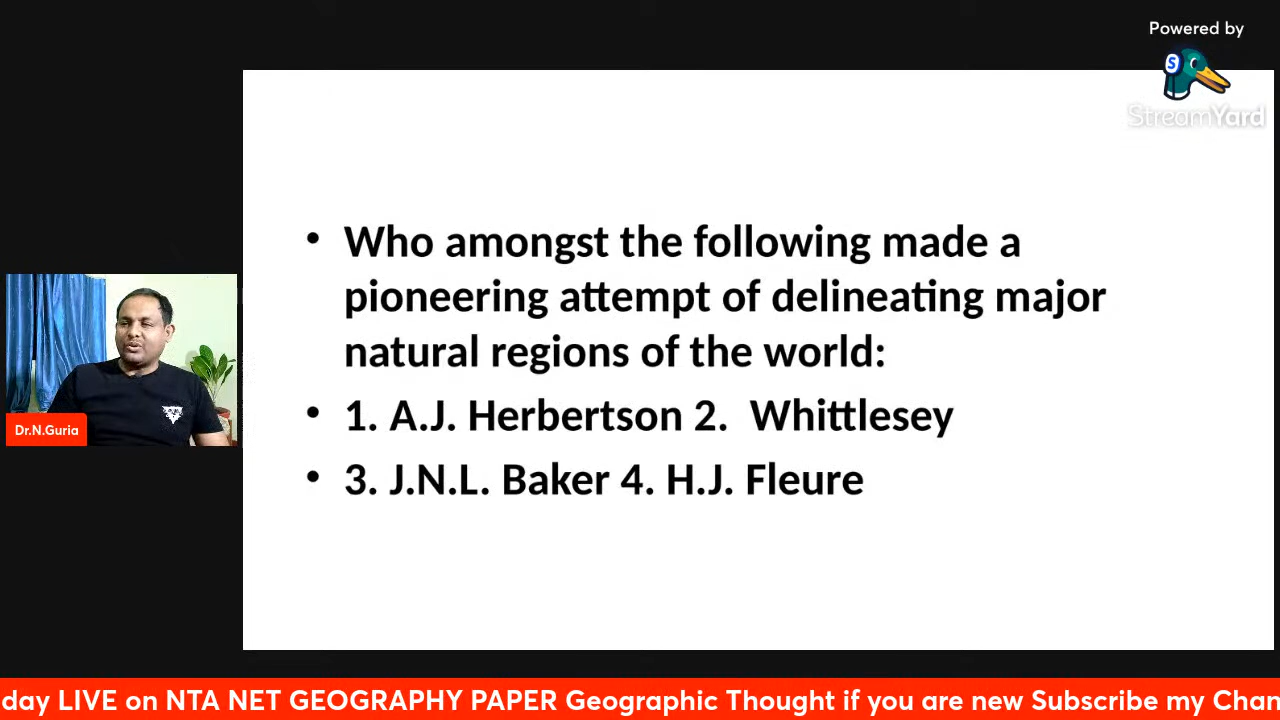 Powered by
S
StreamYard
• Who amongst the following made a
pioneering attempt of delineating major
natural regions of the world:
• 1. A.J. Herbertson 2. Whittlesey
• 3. J.N.L. Baker 4. H.J. Fleure
Dr.N.Guria
day LIVE on NTA NET GEOGRAPHY PAPER Geographic Thought if you are new Subscribe my Chan